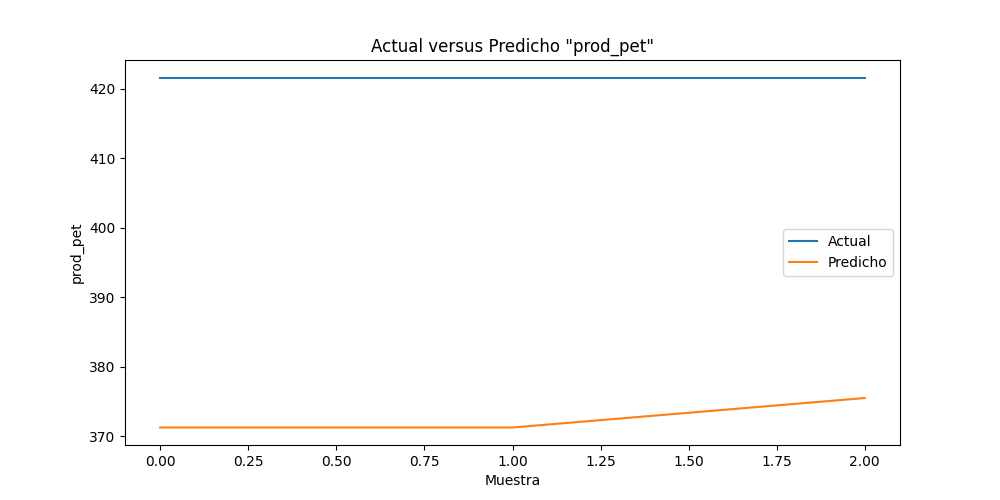 Actual versus Predicho "prod_pet"
420
410
400
390
380
370
prod_pet
Actual
Predicho
0.00 0.25 0.50 0.75 1.00 1.25 1.50 1.75 2.00
Muestra